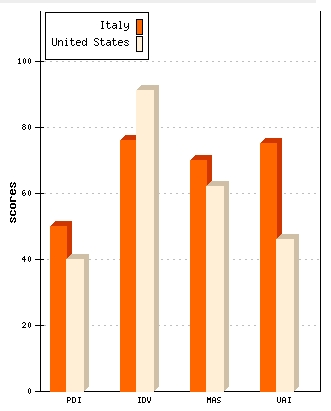 Italy
United States
100
80
60
40
20
0
scores
PDI IDV MAS UAI